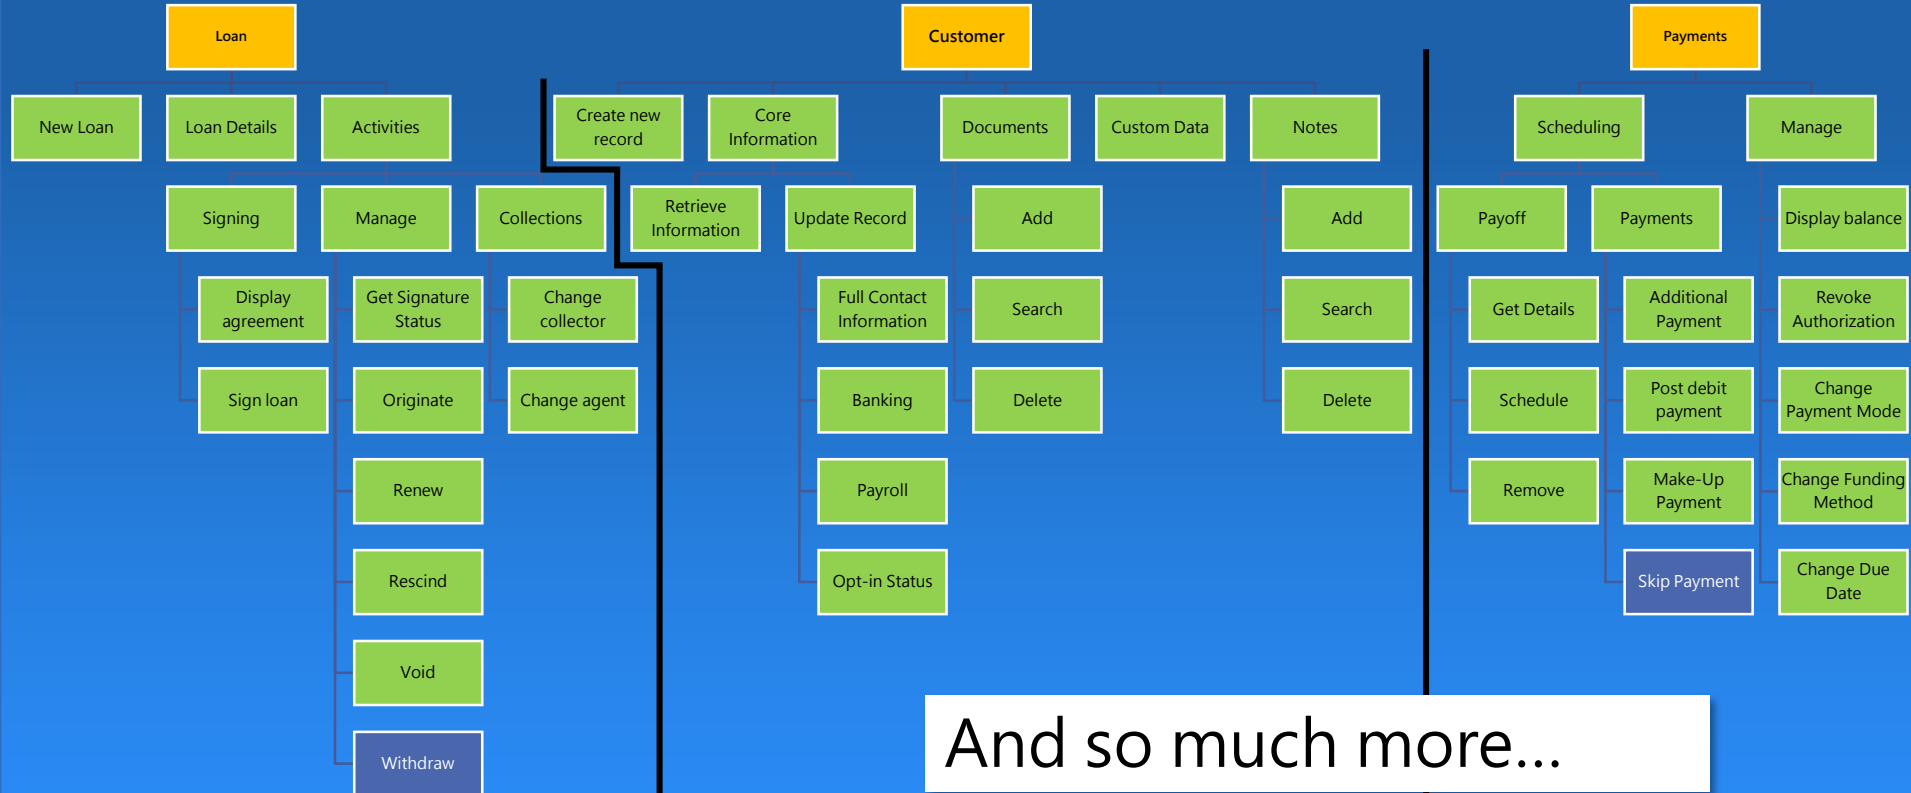 Loan
Customer
Payments
New Loan
Loan Details
Activities
Create new
record
Core
Information
Documents
Custom Data
Notes
Scheduling
Manage
Signing
Manage
Collections
Retrieve
Information
Update Record
Add
Add
Payoff
Payments
Display balance
Display
agreement
Get Signature
Status
Change
collector
Full Contact
Information
Search
Search
Get Details
Additional
Payment
Revoke
Authorization
Sign loan
Originate
Change agent
Banking
Delete
Delete
Schedule
Post debit
payment
Change
Payment Mode
Renew
Payroll
Remove
Make-Up
Payment
Change Funding
Method
Rescind
Opt-in Status
Skip Payment
Change Due
Date
Void
Withdraw
And so much more...